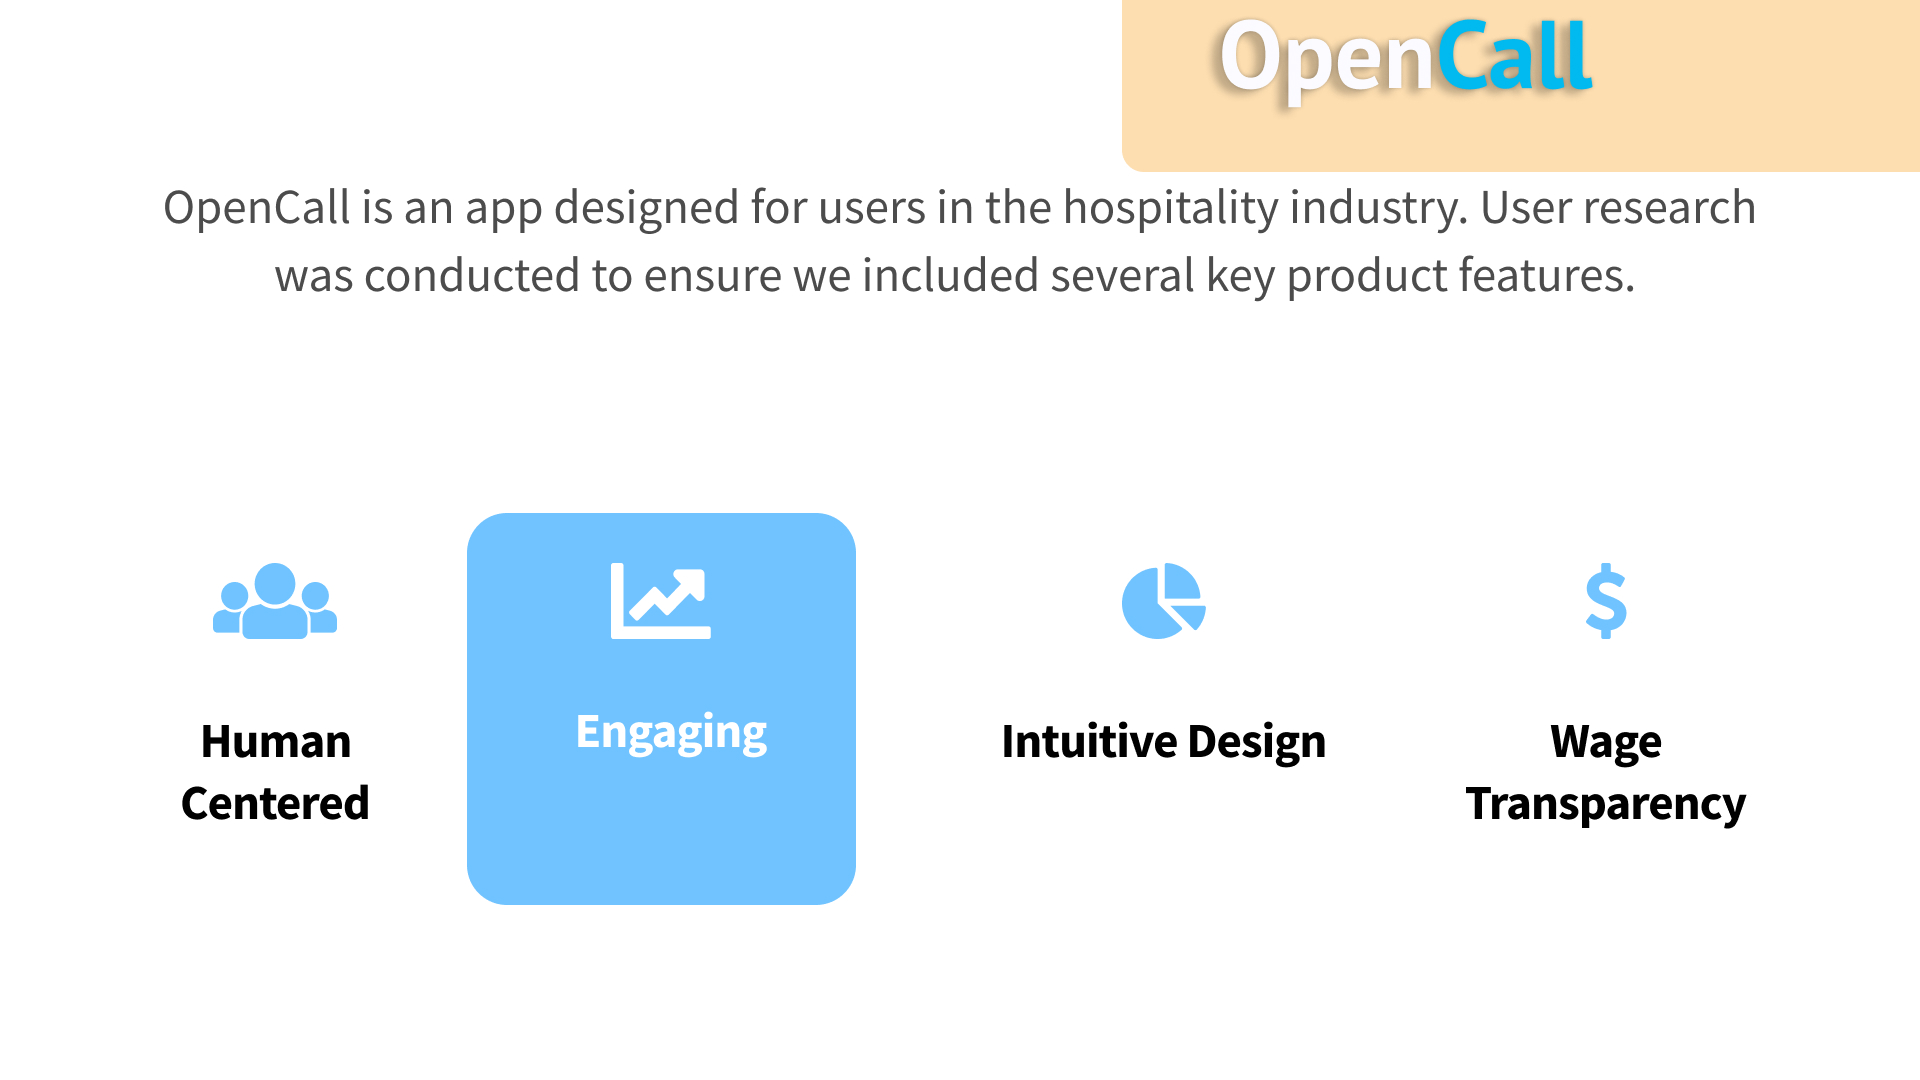 OpenCall
OpenCall is an app designed for users in the hospitality industry. User research
was conducted to ensure we included several key product features.
Human
Centered
Engaging
Intuitive Design
Wage
Transparency